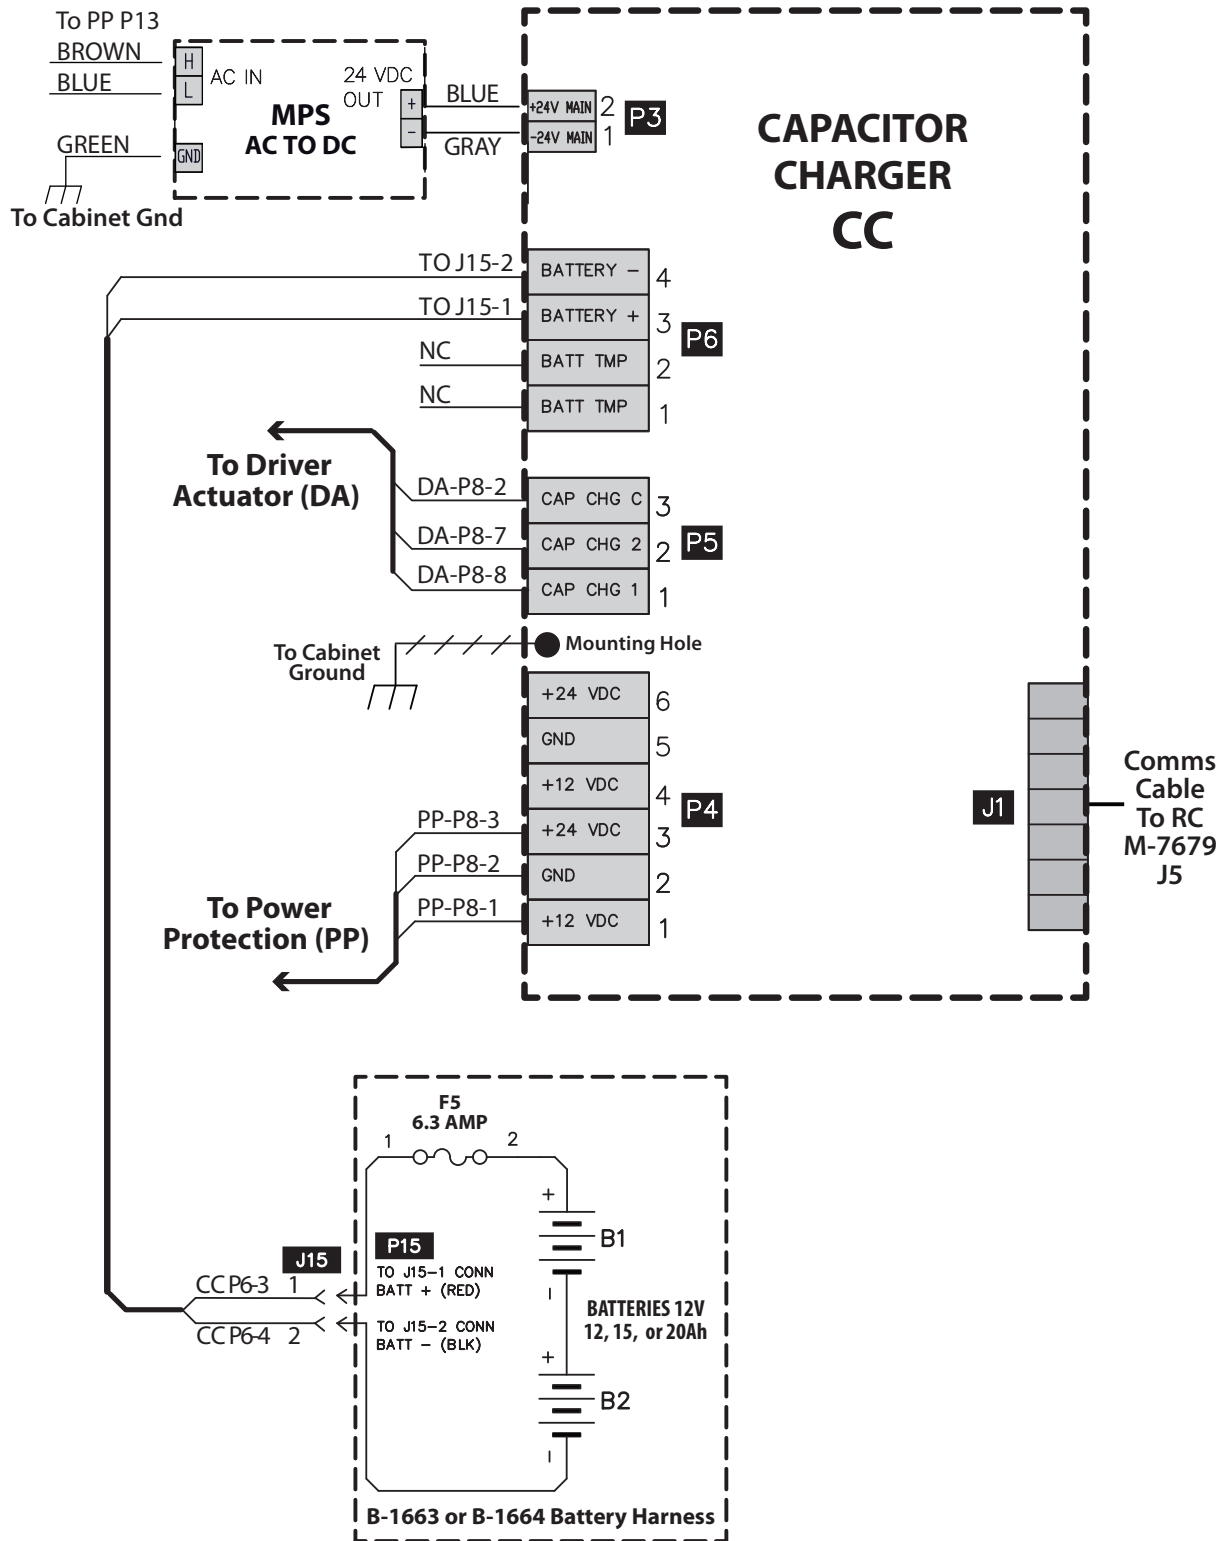 To PP P13
BROWN
BLUE
GREEN
To Cabinet Gnd
H
L
AC IN
GND
24 VDC
OUT
+
-
MPS
AC TO DC
BLUE
GRAY
+24V MAIN 2
-24V MAIN 1
P3
CAPACITOR
CHARGER
CC
TO J15-2
BATTERY - 4
TO J15-1
BATTERY + 3
NC
BATT TMP 2
NC
BATT TMP 1
P6
To Driver
Actuator (DA)
DA-P8-2
CAP CHG C 3
DA-P8-7
CAP CHG 2 2
DA-P8-8
CAP CHG 1 1
P5
To Cabinet
Ground
Mounting Hole
+24 VDC 6
GND 5
+12 VDC 4
PP-P8-3
+24 VDC 3
PP-P8-2
GND 2
PP-P8-1
+12 VDC 1
P4
To Power
Protection (PP)
J1
Comms
Cable
To RC
M-7679
J5
F5
6.3 AMP
1
2
+
B1
-
BATTERIES 12V
12, 15, or 20Ah
+
B2
-
J15
P15
CC P6-3 1
TO J15-1 CONN
BATT + (RED)
CC P6-4 2
TO J15-2 CONN
BATT - (BLK)
B-1663 or B-1664 Battery Harness